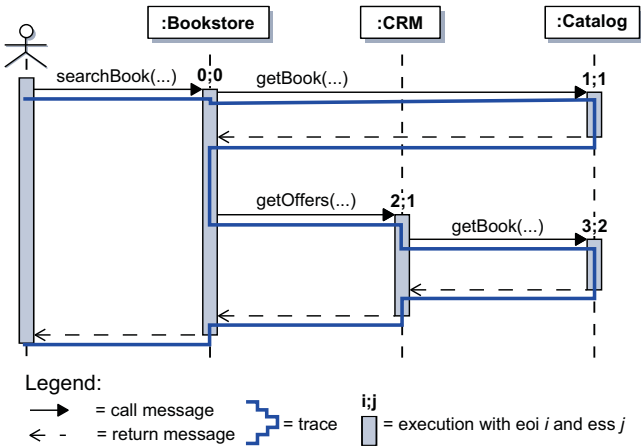 :Bookstore
:CRM
:Catalog
searchBook(...)
0;0
getBook(...)
1;1
getOffers(...)
2;1
getBook(...)
3;2
Legend:
= call message
= return message
= trace
i;j
= execution with eoi i and ess j